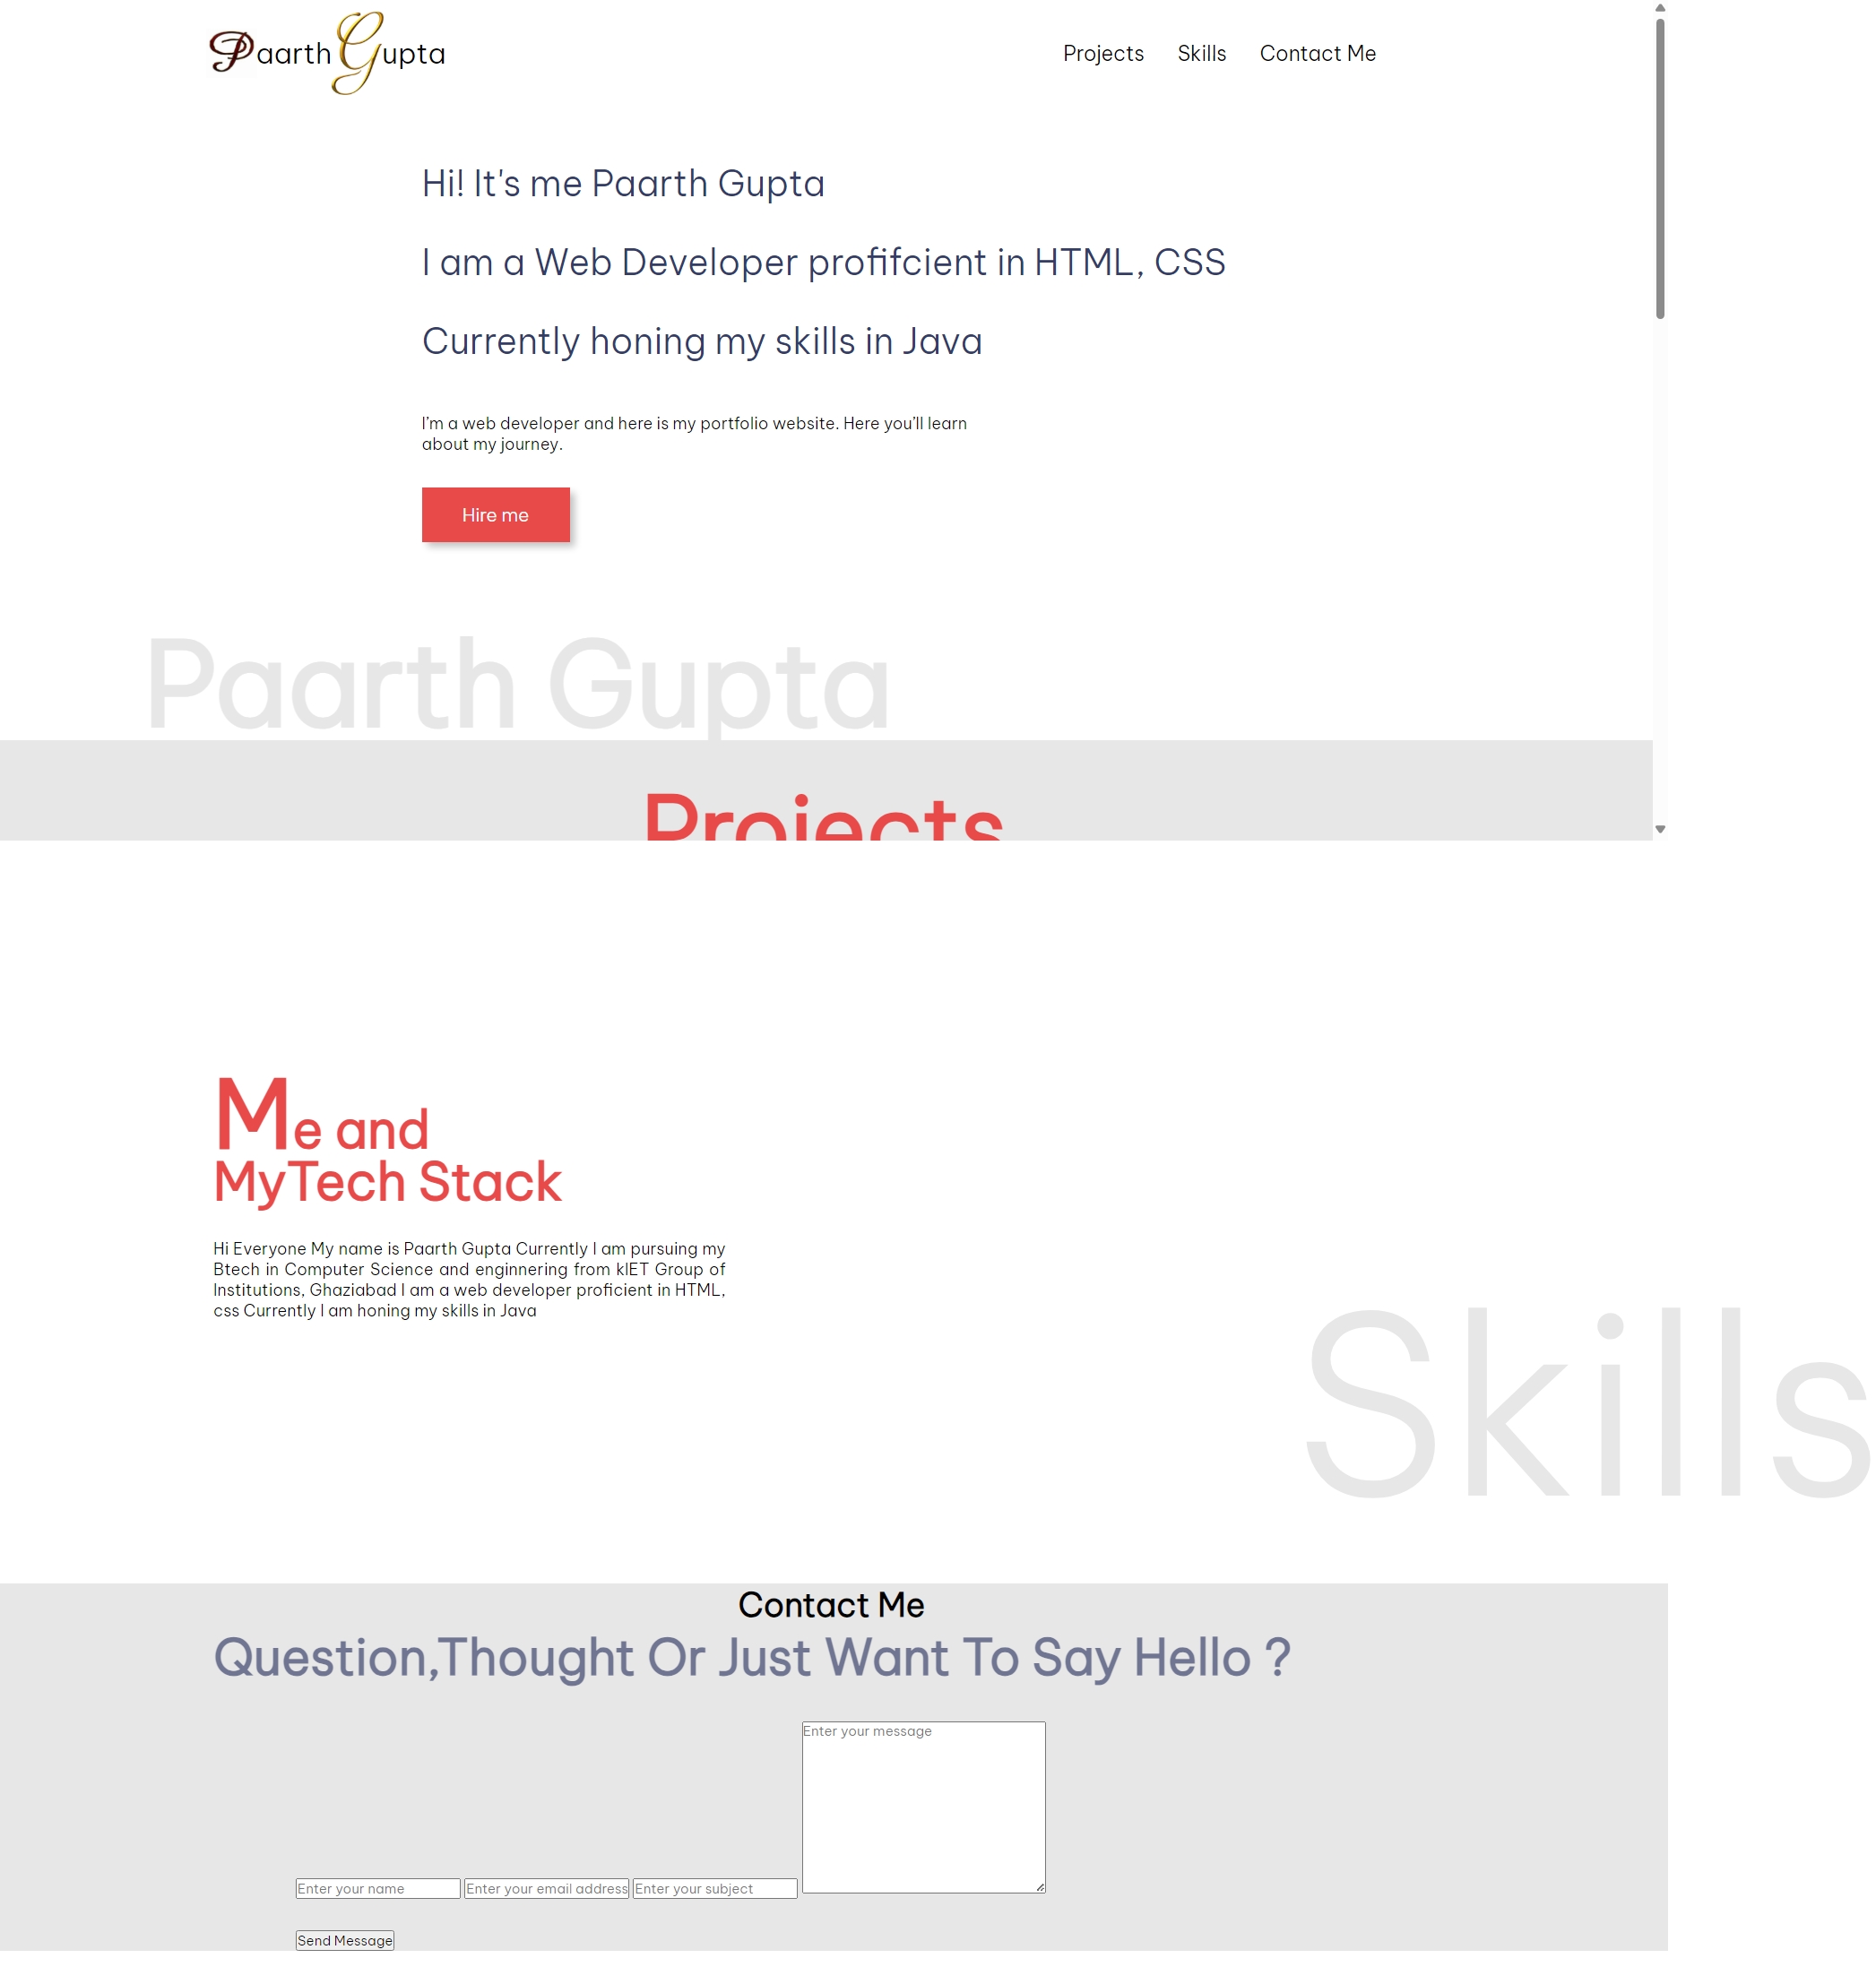 Paarth Gupta
Projects Skills Contact Me
Hi! It's me Paarth Gupta
I am a Web Developer profifcient in HTML, CSS
Currently honing my skills in Java
I’m a web developer and here is my portfolio website. Here you’ll learn
about my journey.
Hire me
Paarth Gupta
Projects
Me and
MyTech Stack
Hi Everyone My name is Paarth Gupta Currently I am pursuing my
Btech in Computer Science and enginnering from kIET Group of
Institutions, Ghaziabad I am a web developer proficient in HTML,
css Currently I am honing my skills in Java
Skills
Contact Me
Question,Thought Or Just Want To Say Hello ?
Enter your message
Enter your name Enter your email address Enter your subject
Send Message